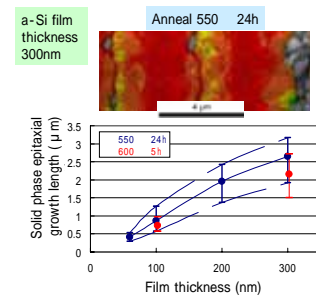 a-Si film
thickness
300nm
Anneal 550 24h
4 µm
Solid phase epitaxial
growth length (µm)
3.5
3
2.5
2
1.5
1
0.5
0
550 24h
600 5h
0 100 200 300
Film thickness (nm)